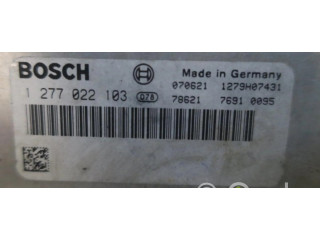 BOSCH
Made in Germany
070621 1279H07431
1 277 022 103 078
78621 7691 0095